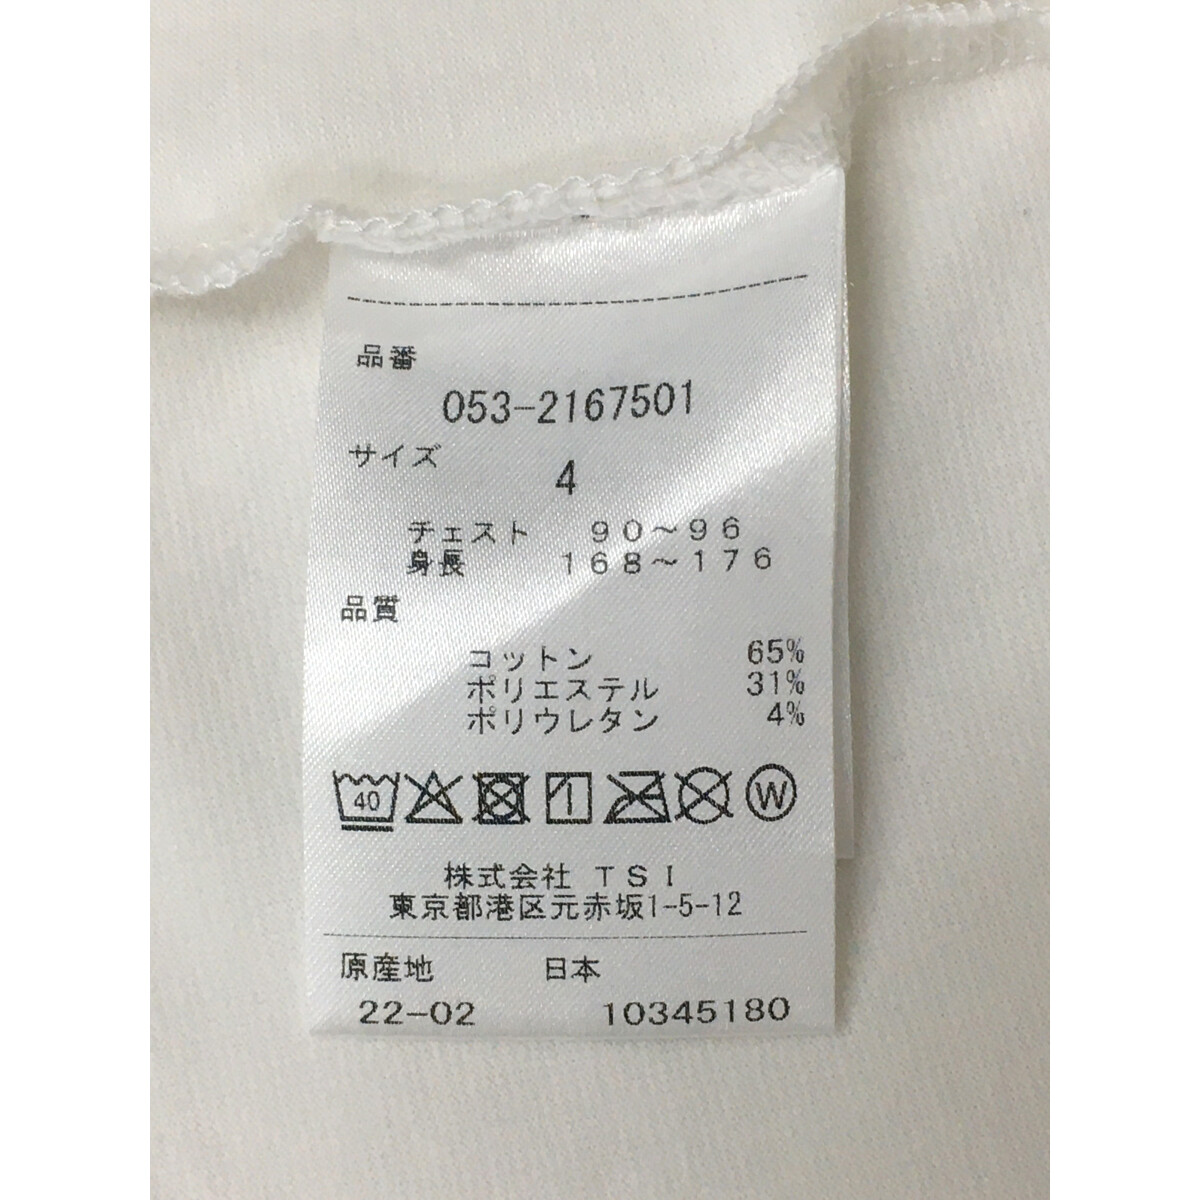 品番
053-2167501
サイズ
4
チェスト 90~96
身長 168~176
品質
コットン 65%
ポリエステル 31%
ポリウレタン 4%
40 W
株式会社 TSI
東京都港区元赤坂1-5-12
原産地 日本
22-02 10345180